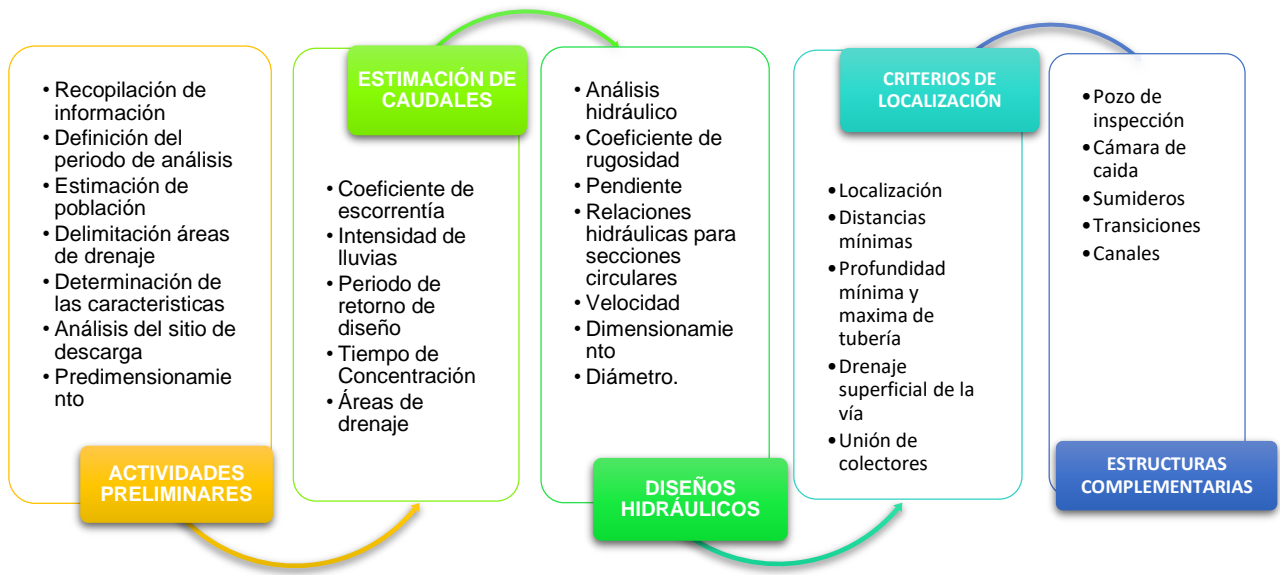 • Recopilación de
información
• Definición del
periodo de análisis
• Estimación de
población
• Delimitación áreas
de drenaje
• Determinación de
las caracteristicas
• Análisis del sitio de
descarga
• Predimensionamie
nto
ACTIVIDADES
PRELIMINARES
ESTIMACIÓN DE
CAUDALES
• Coeficiente de
escorrentía
• Intensidad de
lluvias
• Periodo de
retorno de
diseño
• Tiempo de
Concentración
• Áreas de
drenaje
• Análisis
hidráulico
• Coeficiente de
rugosidad
• Pendiente
• Relaciones
hidráulicas para
secciones
circulares
• Velocidad
• Dimensionamie
nto
• Diámetro.
DISEÑOS
HIDRÁULICOS
CRITERIOS DE
LOCALIZACIÓN
•Localización
•Distancias
mínimas
•Profundidad
mínima y
maxima de
tubería
•Drenaje
superficial de la
vía
•Unión de
colectores
•Pozo de
inspección
•Cámara de
caida
•Sumideros
•Transiciones
•Canales
ESTRUCTURAS
COMPLEMENTARIAS